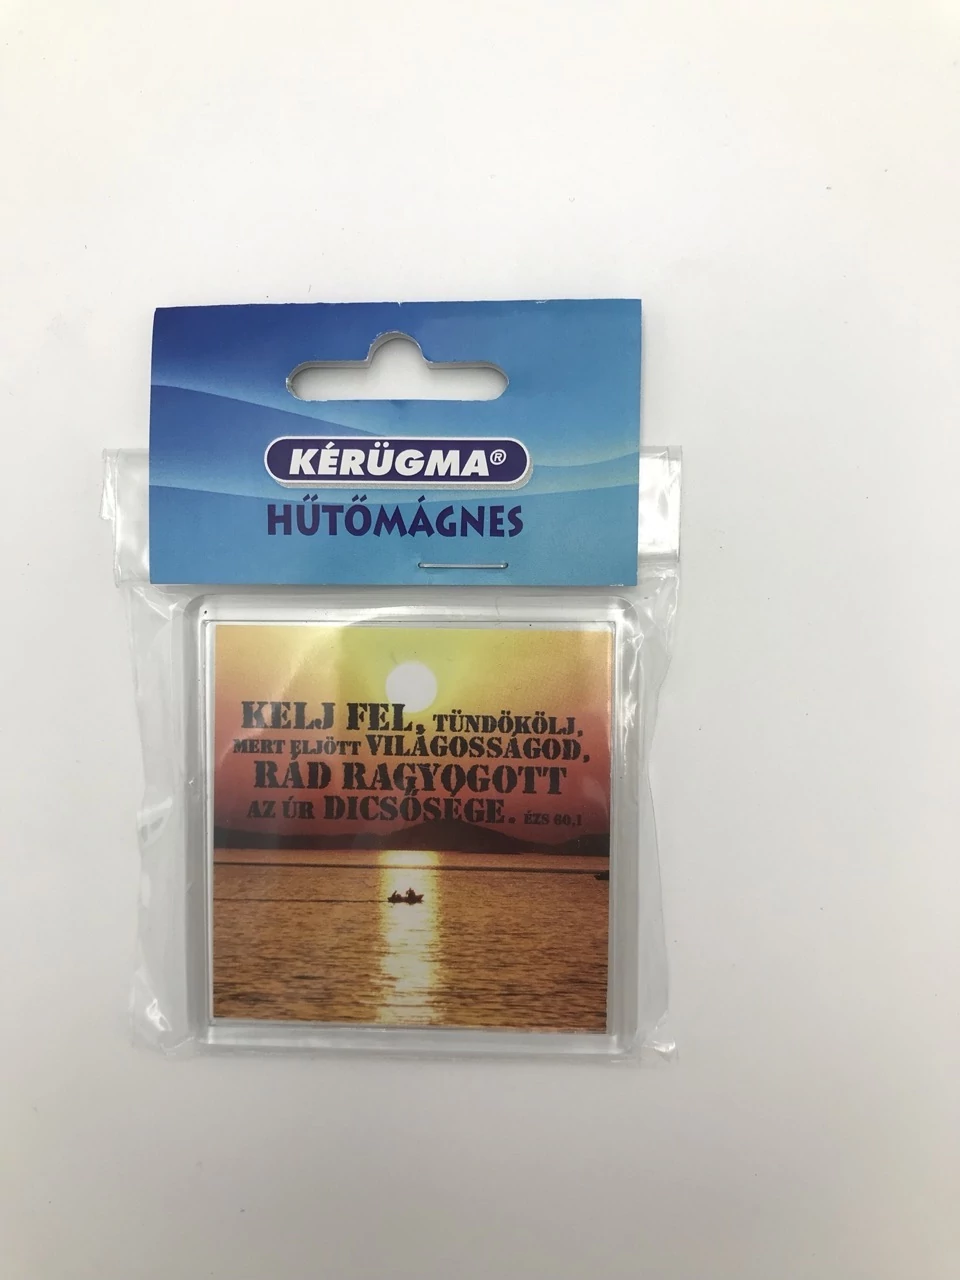 KÉRÜGMA®
HŰTŐMÁGNES
KELJ FEL, TÜNDÖKÖLJ,
MERT ELJÖTT VILÁGOSSÁGOD,
RÁD RAGYOGOTT
AZ ÚR DICSŐSÉGE. ÉZS 60,1